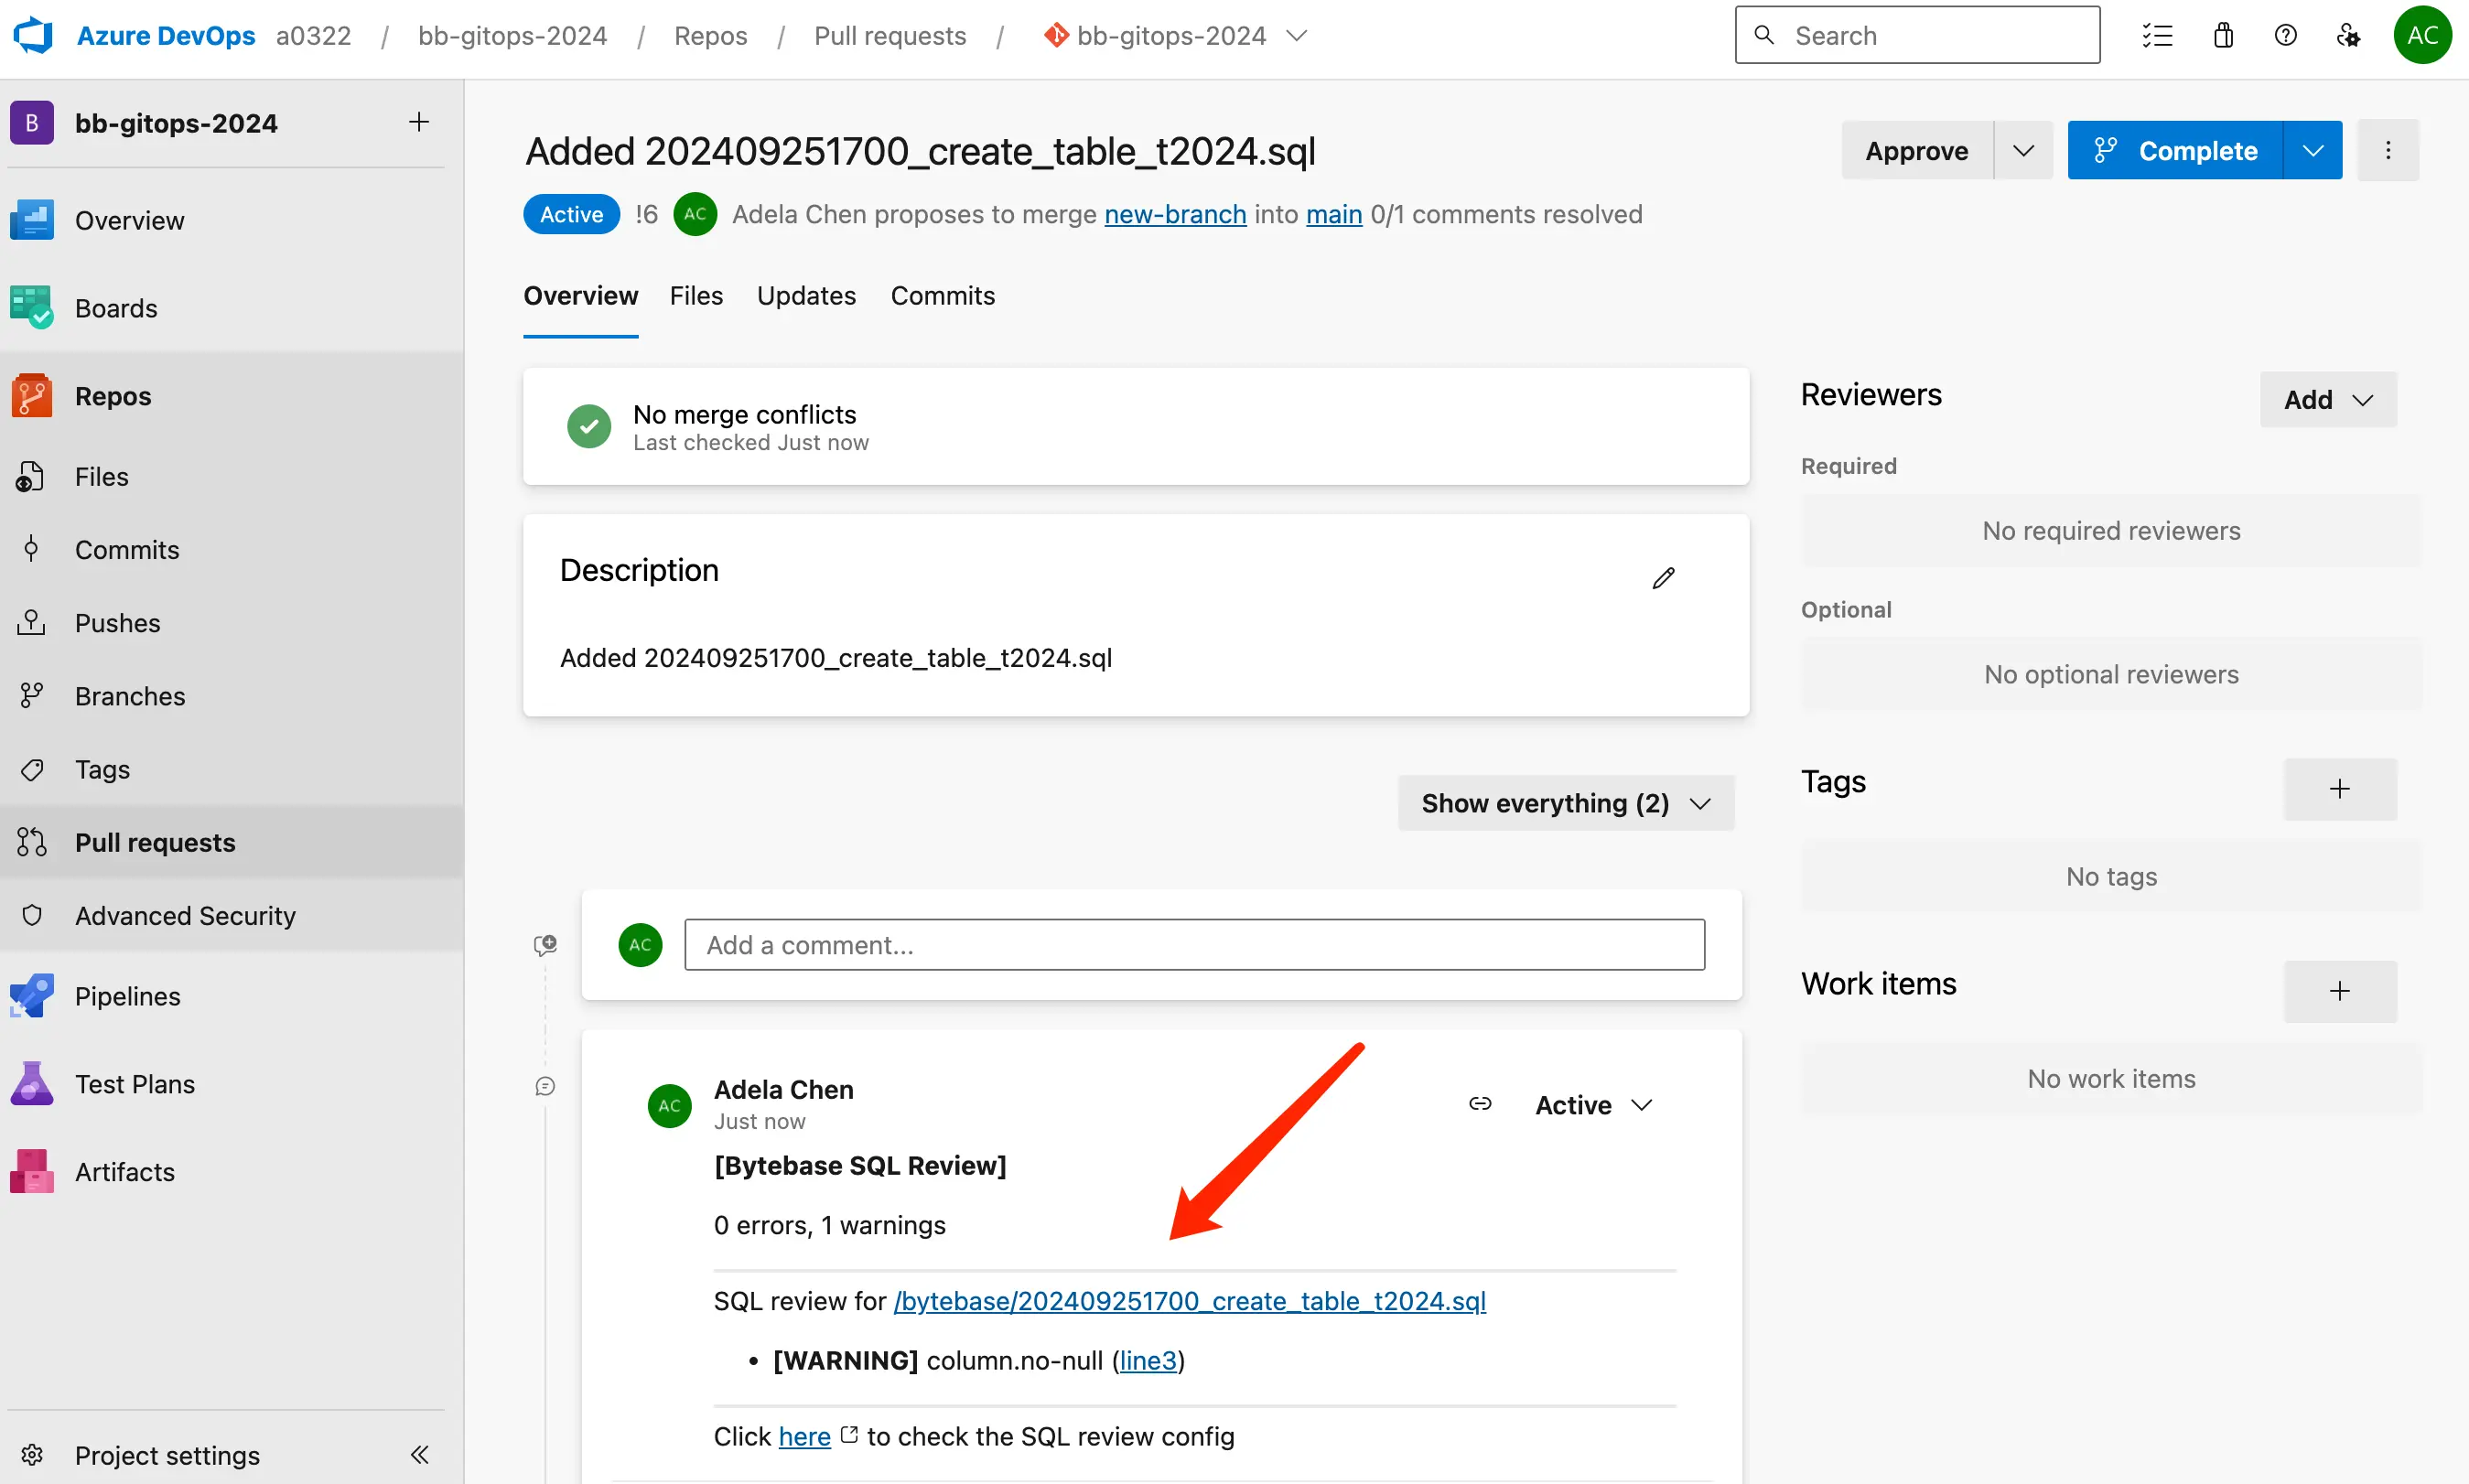 Azure DevOps a0322 / bb-gitops-2024 / Repos / Pull requests / bb-gitops-2024
Search
AC
B bb-gitops-2024
Overview
Boards
Repos
Files
Commits
Pushes
Branches
Tags
Pull requests
Advanced Security
Pipelines
Test Plans
Artifacts
Project settings
Added 202409251700_create_table_t2024.sql
Approve
Complete
Active !6 AC Adela Chen proposes to merge new-branch into main 0/1 comments resolved
Overview Files Updates Commits
No merge conflicts
Last checked Just now
Description
Added 202409251700_create_table_t2024.sql
Show everything (2)
AC Add a comment...
AC Adela Chen
Just now
Active
[Bytebase SQL Review]
0 errors, 1 warnings
SQL review for /bytebase/202409251700_create_table_t2024.sql
• [WARNING] column.no-null (line3)
Click here to check the SQL review config
Reviewers
Add
Required
No required reviewers
Optional
No optional reviewers
Tags
No tags
Work items
No work items